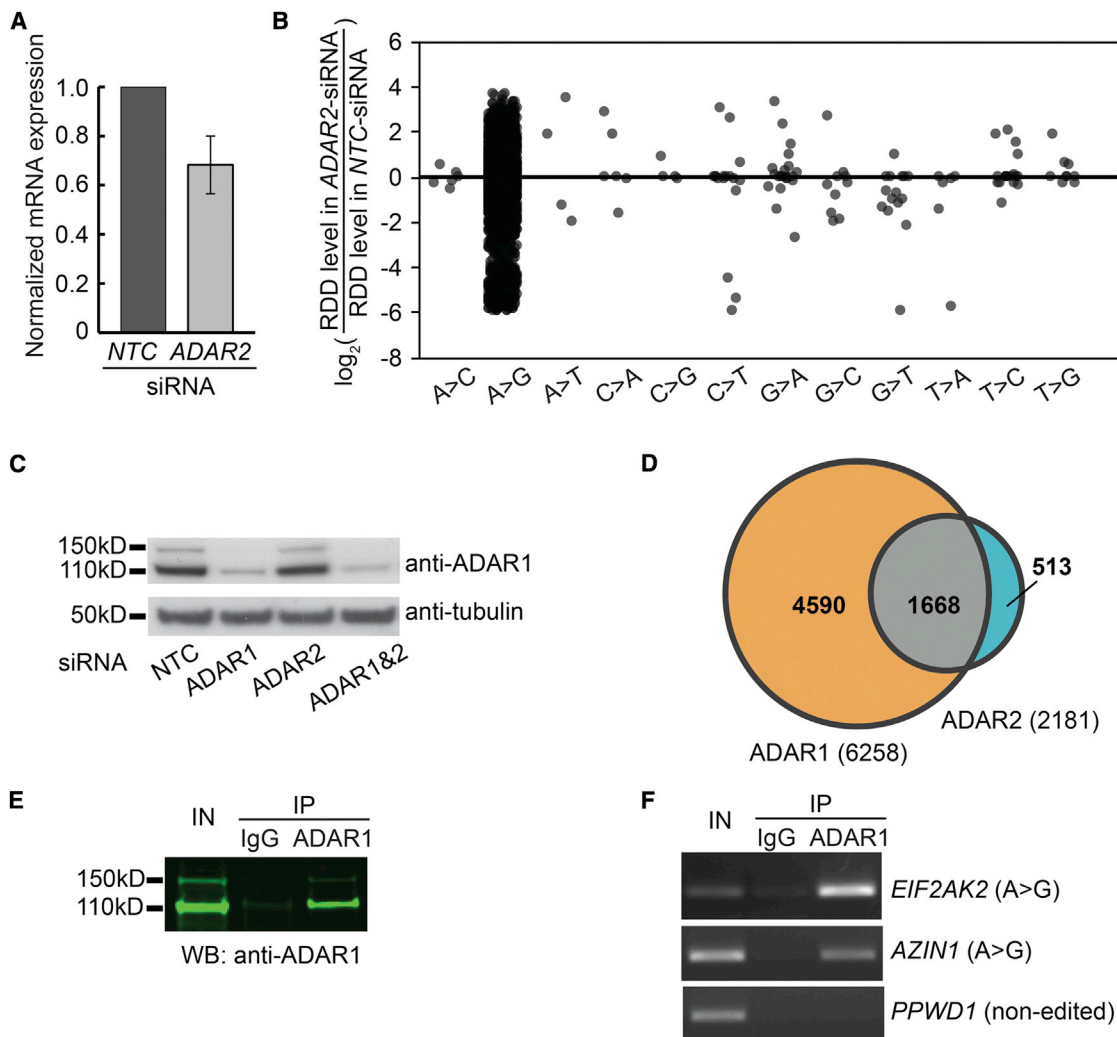 A
Normalized mRNA expression
1.0
0.8
0.6
0.4
0.2
0
NTC ADAR2
siRNA
B
log2( RDD level in ADAR2-siRNA / RDD level in NTC-siRNA )
6
4
2
0
-2
-4
-6
-8
A>C A>G A>T C>A C>G C>T G>A G>C G>T T>A T>C T>G
C
150kD
110kD
anti-ADAR1
50kD
anti-tubulin
siRNA
NTC ADAR1 ADAR2 ADAR1&2
D
4590
1668
513
ADAR2 (2181)
ADAR1 (6258)
E
IP
IN
IgG ADAR1
150kD
110kD
WB: anti-ADAR1
F
IP
IN
IgG ADAR1
EIF2AK2 (A>G)
AZIN1 (A>G)
PPWD1 (non-edited)